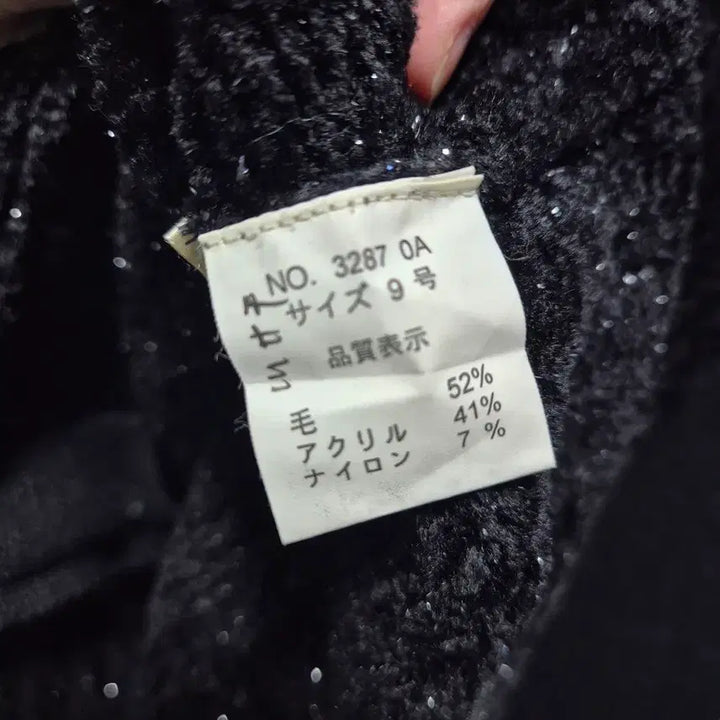 NO. 3287 0A
サイズ 9号
品質表示
毛 52%
アクリル 41%
ナイロン 7 %